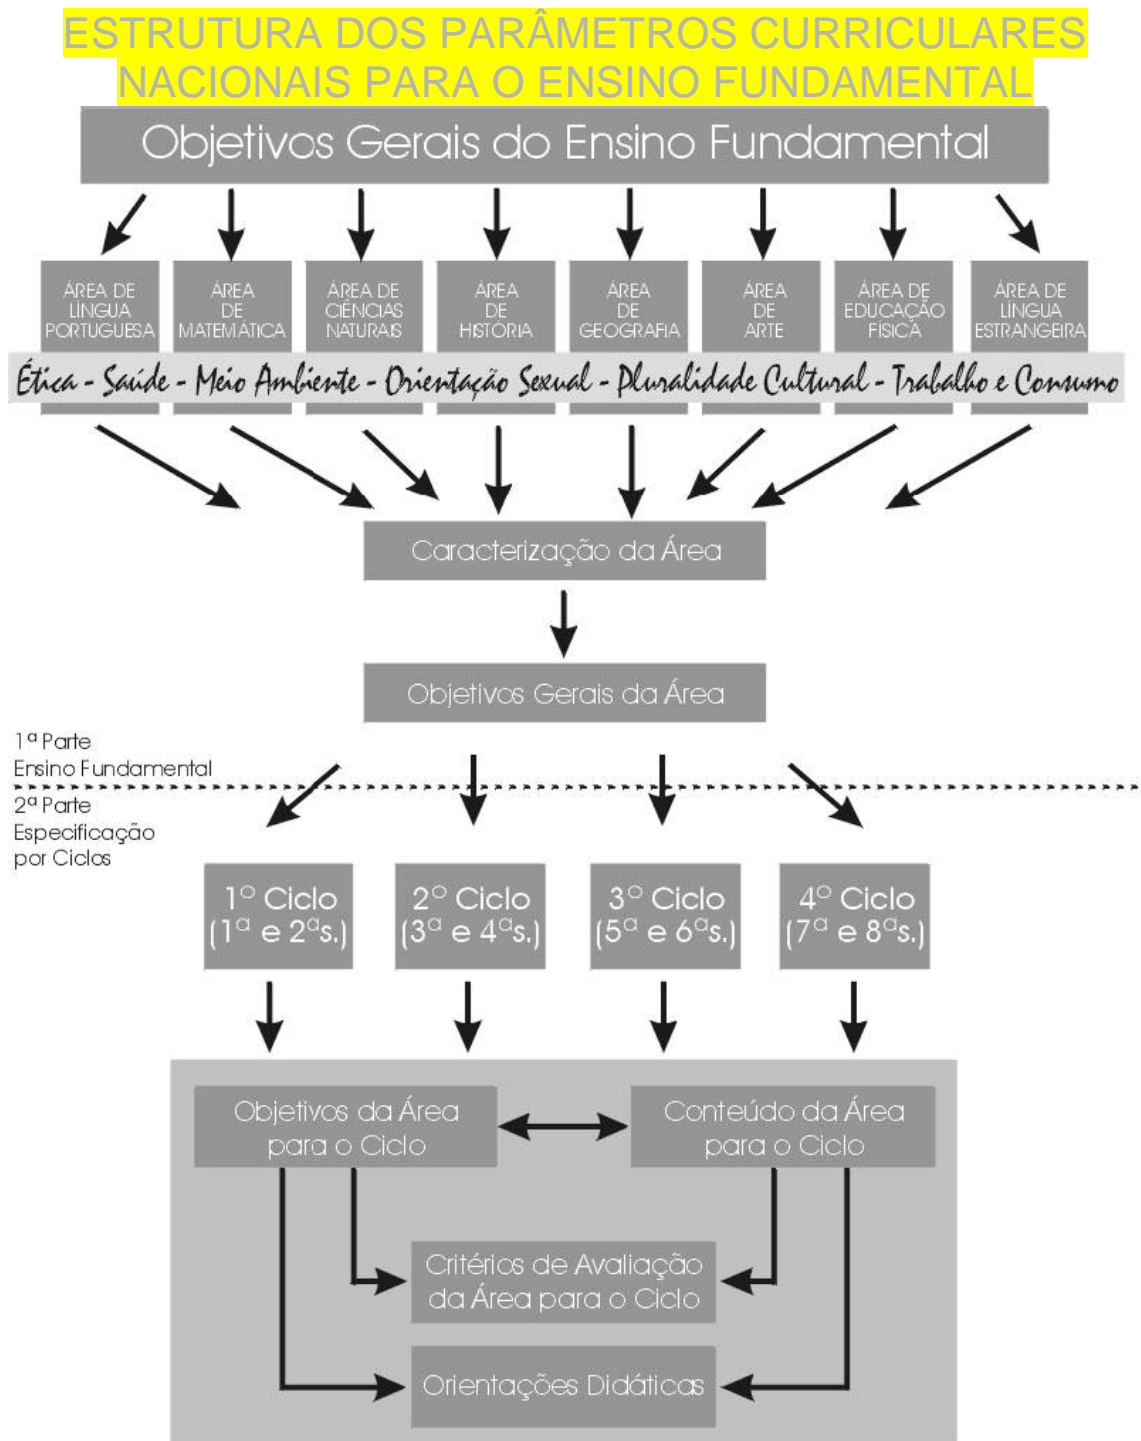 ESTRUTURA DOS PARÂMETROS CURRICULARES
NACIONAIS PARA O ENSINO FUNDAMENTAL
Objetivos Gerais do Ensino Fundamental
ÁREA DE
LÍNGUA
PORTUGUESA
ÁREA
DE
MATEMÁTICA
ÁREA DE
CIÊNCIAS
NATURAIS
ÁREA
DE
HISTÓRIA
ÁREA
DE
GEOGRAFIA
ÁREA
DE
ARTE
ÁREA DE
EDUCAÇÃO
FÍSICA
ÁREA DE
LÍNGUA
ESTRANGEIRA
Ética - Saúde - Meio Ambiente - Orientação Sexual - Pluralidade Cultural - Trabalho e Consumo
Caracterização da Área
Objetivos Gerais da Área
1ª Parte
Ensino Fundamental
2ª Parte
Especificação
por Ciclos
1º Ciclo
(1ª e 2ªs.)
2º Ciclo
(3ª e 4ªs.)
3º Ciclo
(5ª e 6ªs.)
4º Ciclo
(7ª e 8ªs.)
Objetivos da Área
para o Ciclo
Conteúdo da Área
para o Ciclo
Critérios de Avaliação
da Área para o Ciclo
Orientações Didáticas